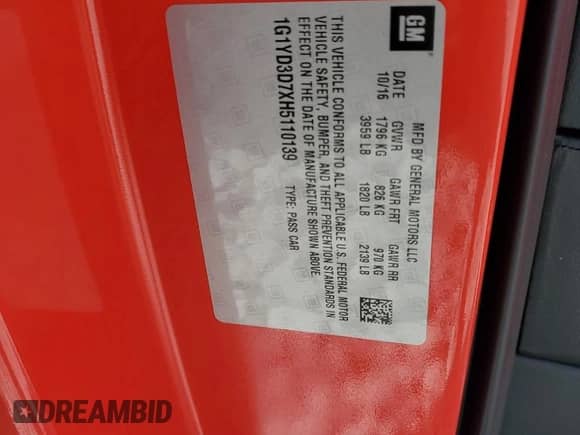 GM
MFD BY GENERAL MOTORS LLC
DATE GVWR GAWR FRT GAWR RR
10/16 1796 KG 826 KG 970 KG
3959 LB 1820 LB 2139 LB
THIS VEHICLE CONFORMS TO ALL APPLICABLE U.S. FEDERAL MOTOR
VEHICLE SAFETY, BUMPER, AND THEFT PREVENTION STANDARDS IN
EFFECT ON THE DATE OF MANUFACTURE SHOWN ABOVE.
1G1YD3D7XH5110139 TYPE: PASS CAR
DREAMBID